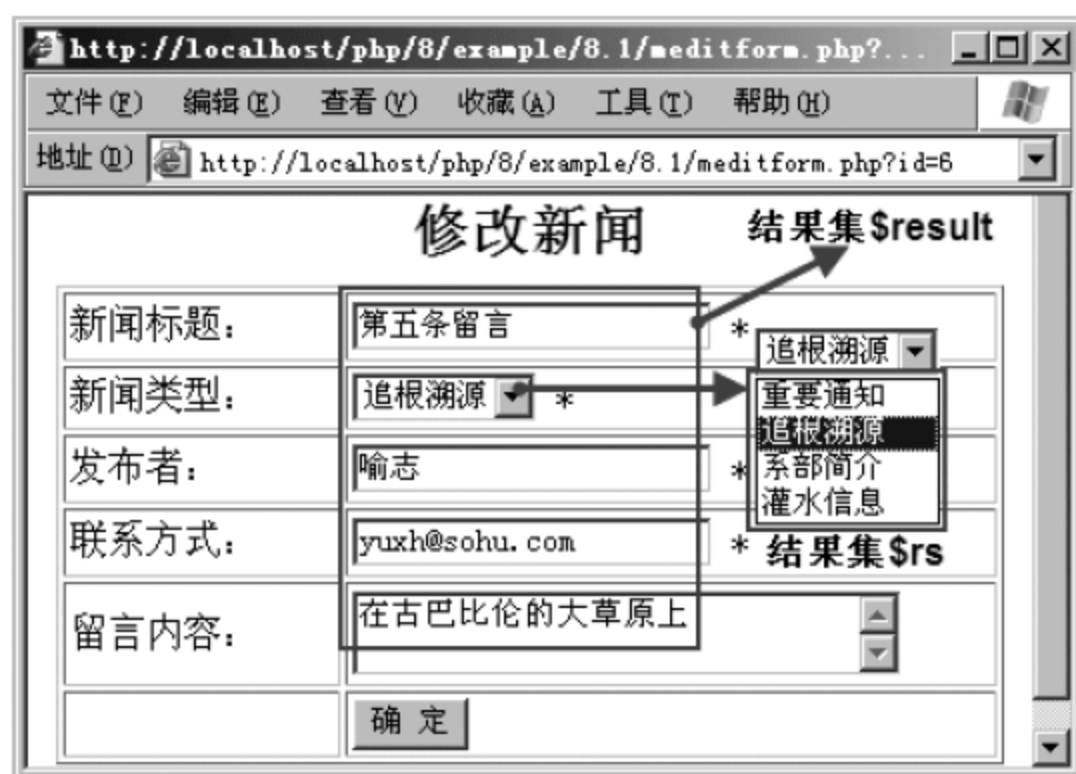 http://localhost/php/8/example/8.1/meditform.php?...
文件(F) 编辑(E) 查看(V) 收藏(A) 工具(T) 帮助(H)
地址(D) http://localhost/php/8/example/8.1/meditform.php?id=6
修改新闻 结果集$result
新闻标题： 第五条留言 *
追根溯源
新闻类型： 追根溯源 * 重要通知
追根溯源
发布者： 喻志 * 系部简介
灌水信息
联系方式： yuxh@sohu.com * 结果集$rs
留言内容： 在古巴比伦的大草原上
确 定